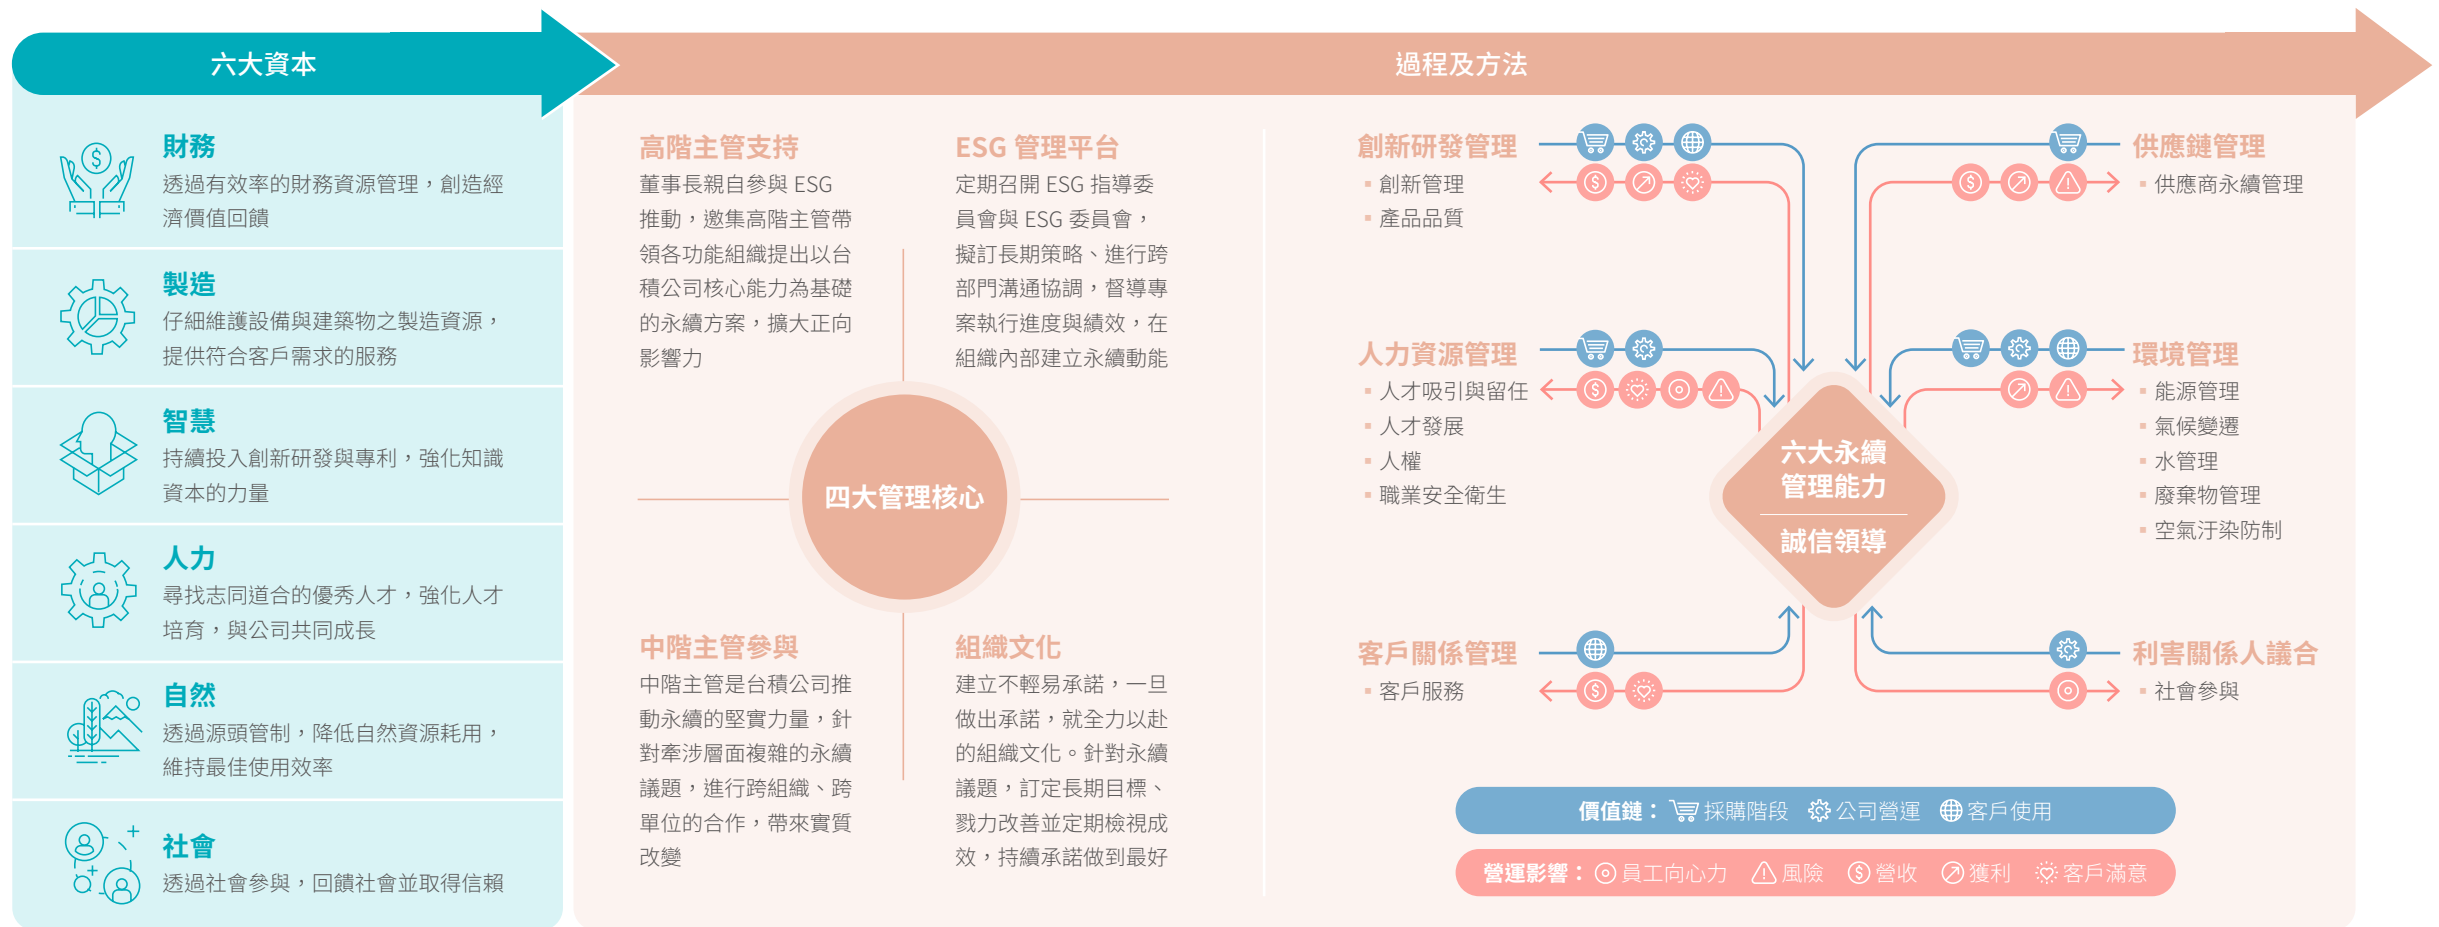 六大資本
過程及方法
財務
透過有效率的財務資源管理，創造經
濟價值回饋
製造
仔細維護設備與建築物之製造資源，
提供符合客戶需求的服務
智慧
持續投入創新研發與專利，強化知識
資本的力量
人力
尋找志同道合的優秀人才，強化人才
培育，與公司共同成長
自然
透過源頭管制，降低自然資源耗用，
維持最佳使用效率
社會
透過社會參與，回饋社會並取得信賴
高階主管支持
董事長親自參與 ESG
推動，邀集高階主管帶
領各功能組織提出以台
積公司核心能力為基礎
的永續方案，擴大正向
影響力
ESG 管理平台
定期召開 ESG 指導委
員會與 ESG 委員會，
擬訂長期策略、進行跨
部門溝通協調，督導專
案執行進度與績效，在
組織內部建立永續動能
四大管理核心
中階主管參與
中階主管是台積公司推
動永續的堅實力量，針
對牽涉層面複雜的永續
議題，進行跨組織、跨
單位的合作，帶來實質
改變
組織文化
建立不輕易承諾，一旦
做出承諾，就全力以赴
的組織文化。針對永續
議題，訂定長期目標、
戮力改善並定期檢視成
效，持續承諾做到最好
創新研發管理
▪ 創新管理
▪ 產品品質
人力資源管理
▪ 人才吸引與留任
▪ 人才發展
▪ 人權
▪ 職業安全衛生
客戶關係管理
▪ 客戶服務
六大永續
管理能力
誠信領導
供應鏈管理
▪ 供應商永續管理
環境管理
▪ 能源管理
▪ 氣候變遷
▪ 水管理
▪ 廢棄物管理
▪ 空氣汙染防制
利害關係人議合
▪ 社會參與
價值鏈： 採購階段 公司營運 客戶使用
營運影響： 員工向心力 風險 營收 獲利 客戶滿意